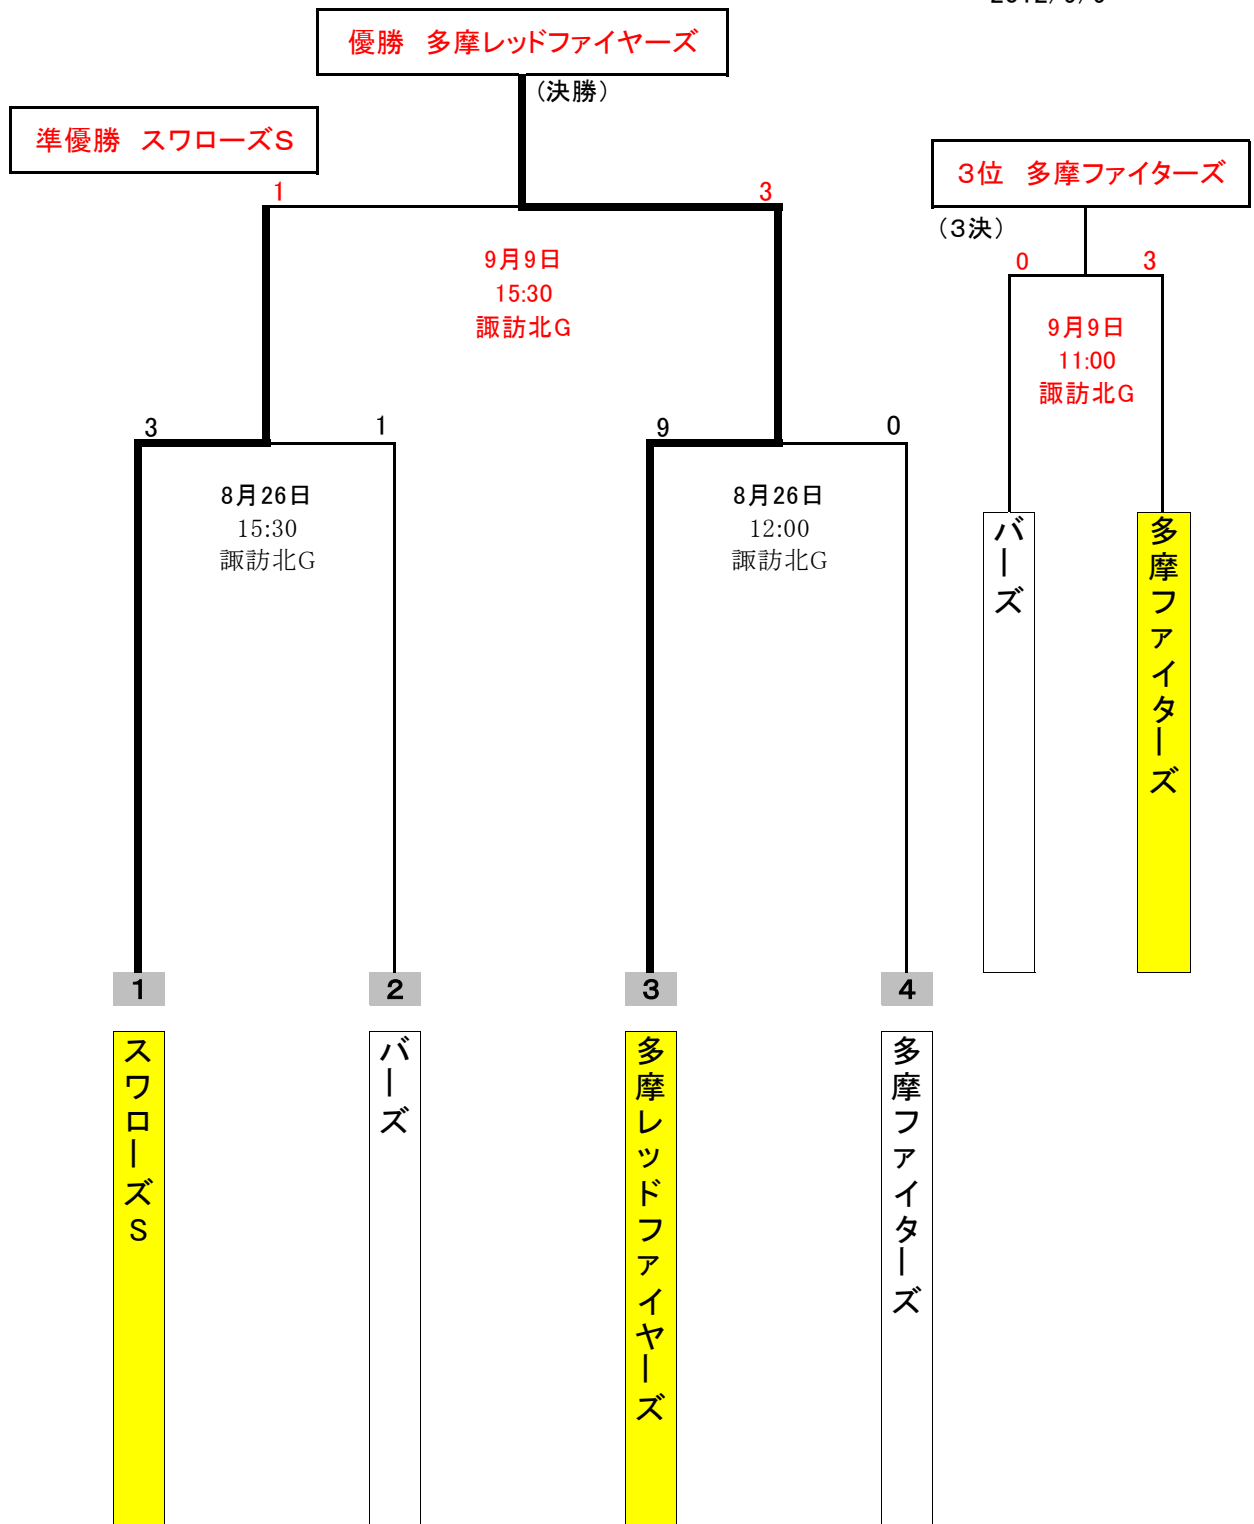 優勝　多摩レッドファイヤーズ
(決勝)
準優勝　スワローズS
3位　多摩ファイターズ
(3決)
1
3
9月9日
15:30
諏訪北G
0
3
9月9日
11:00
諏訪北G
3
1
8月26日
15:30
諏訪北G
9
0
8月26日
12:00
諏訪北G
バーズ
多摩ファイターズ
1
2
3
4
スワローズS
バーズ
多摩レッドファイヤーズ
多摩ファイターズ